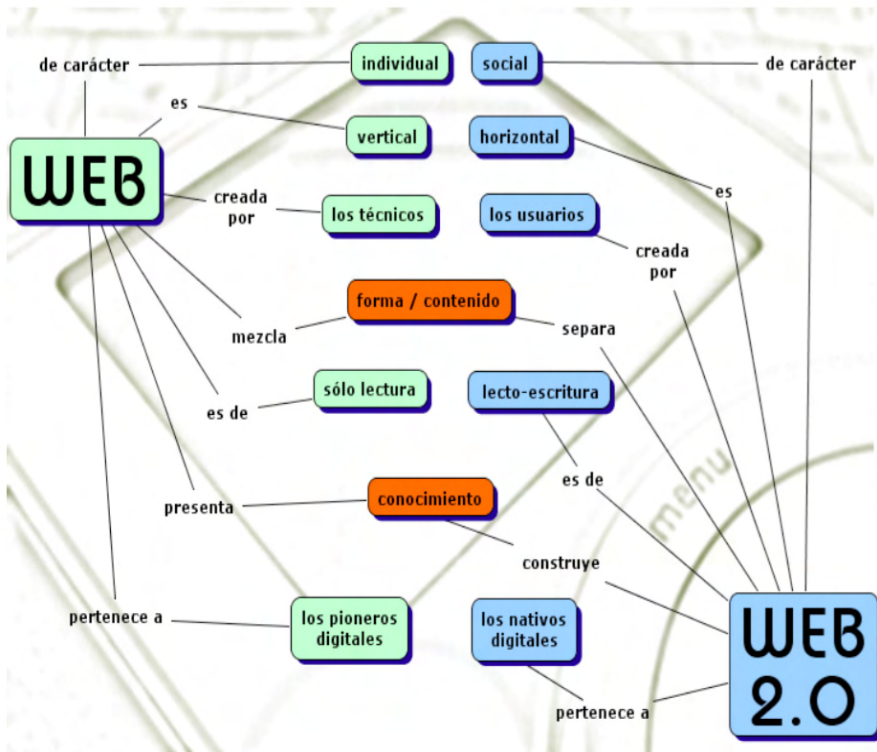 de carácter
individual
social
de carácter
es
vertical
horizontal
WEB
es
creada
por
los técnicos
los usuarios
creada
por
forma / contenido
mezcla
separa
sólo lectura
lecto-escritura
es de
es de
menu
conocimiento
presenta
construye
pertenece a
los pioneros
digitales
los nativos
digitales
WEB
2.0
pertenece a